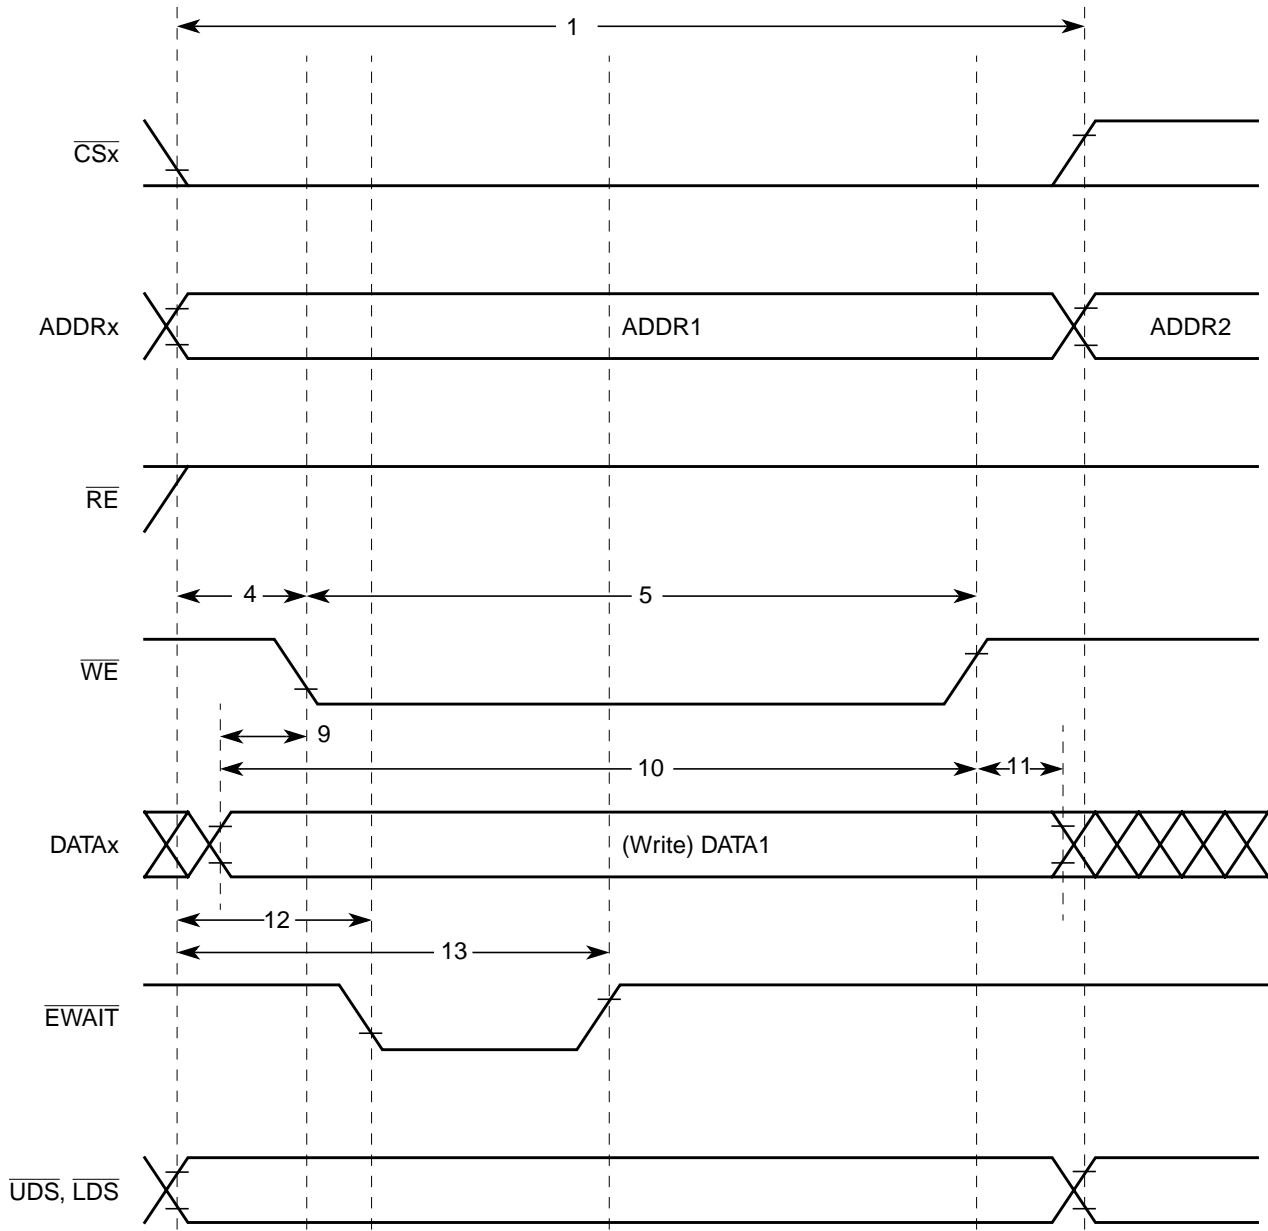 1
CSx
ADDRx
ADDR1
ADDR2
RE
4
5
WE
9
10
11
DATAx
(Write) DATA1
12
13
EWAIT
UDS, LDS